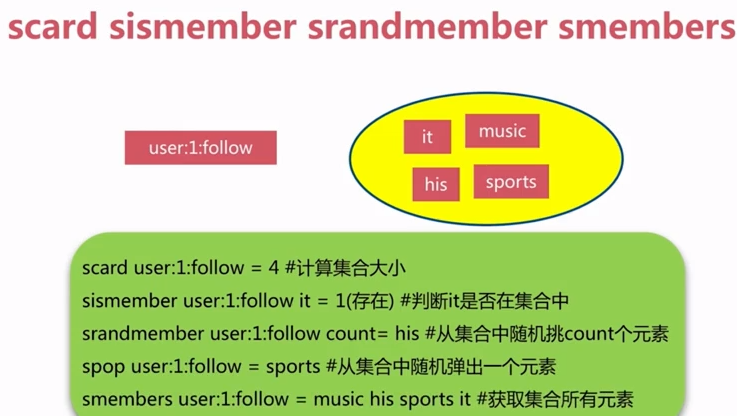 scard sismember srandmember smembers
user:1:follow
it
music
his
sports
scard user:1:follow = 4 #计算集合大小
sismember user:1:follow it = 1(存在) #判断it是否在集合中
srandmember user:1:follow count= his #从集合中随机挑count个元素
spop user:1:follow = sports #从集合中随机弹出一个元素
smembers user:1:follow = music his sports it #获取集合所有元素